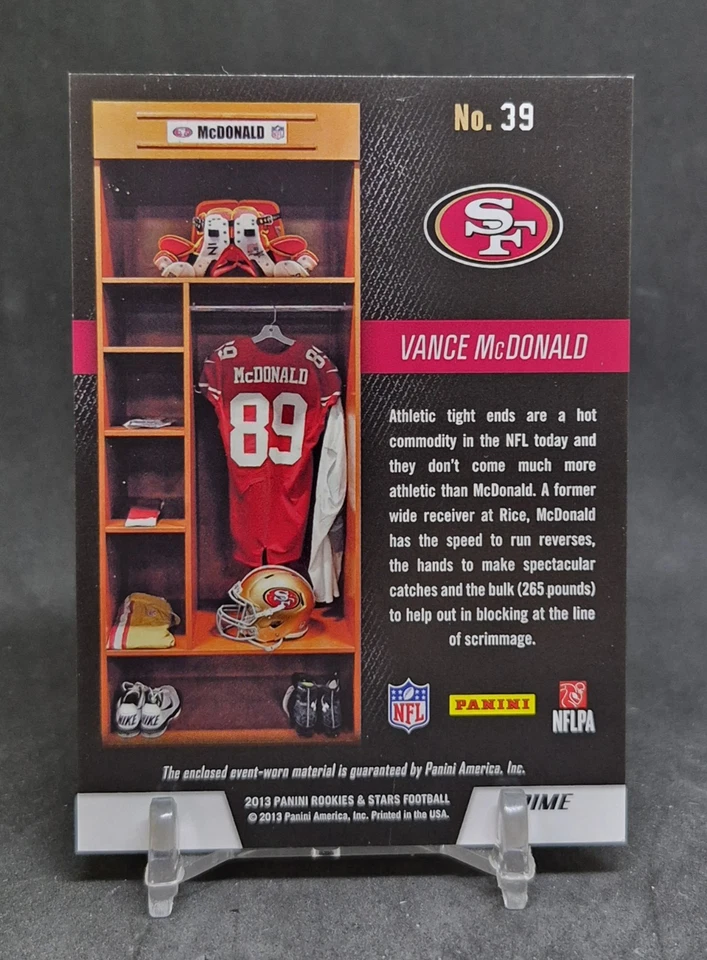 No. 39
McDONALD
SF
VANCE McDONALD
89 89
McDONALD
89
Athletic tight ends are a hot
commodity in the NFL today and
they don't come much more
athletic than McDonald. A former
wide receiver at Rice, McDonald
has the speed to run reverses,
the hands to make spectacular
catches and the bulk (265 pounds)
to help out in blocking at the line
of scrimmage.
SF
NIKE NIKE
NFL
PANINI
NFLPA
The enclosed event-worn material is guaranteed by Panini America, Inc.
2013 PANINI ROOKIES & STARS FOOTBALL
© 2013 Panini America, Inc. Printed in the USA.